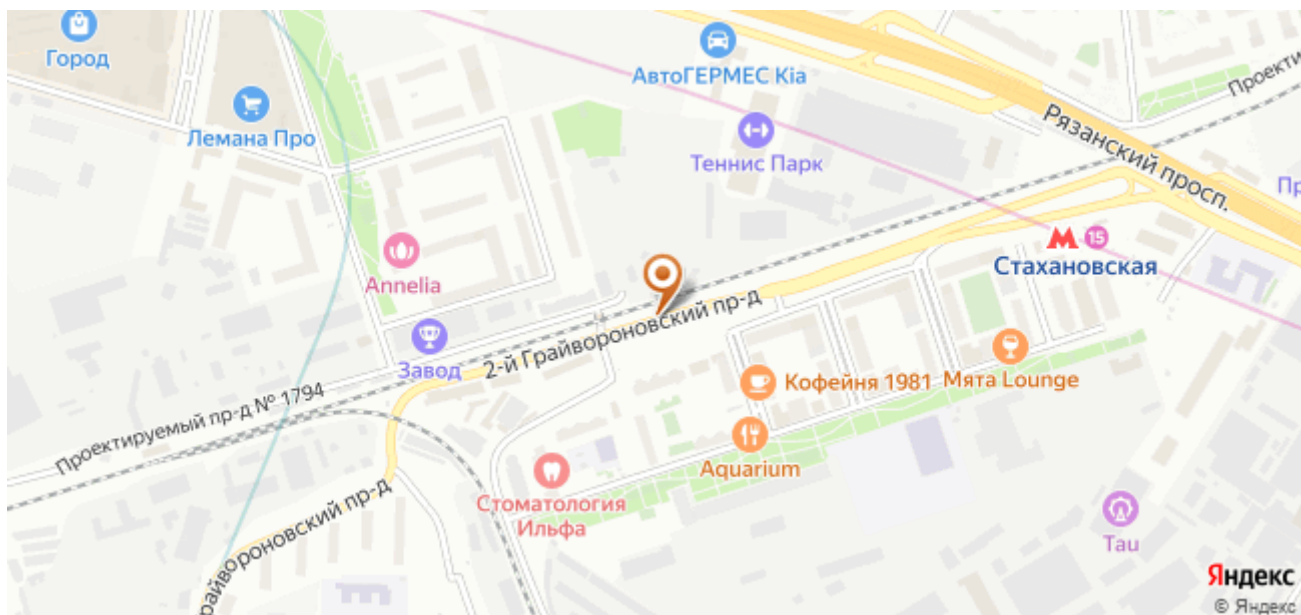 Город
АвтоГЕРМЕС Kia
Проекти
Лемана Про
Рязанский просп.
Теннис Парк
Пр
15
Стахановская
Annelia
2-й Грайвороновский пр-д
Завод
Кофейня 1981
Мята Lounge
Проектируемый пр-д № 1794
Aquarium
Стоматология
Ильфа
райвороновский пр-д
Tau
Яндекс
© Яндекс